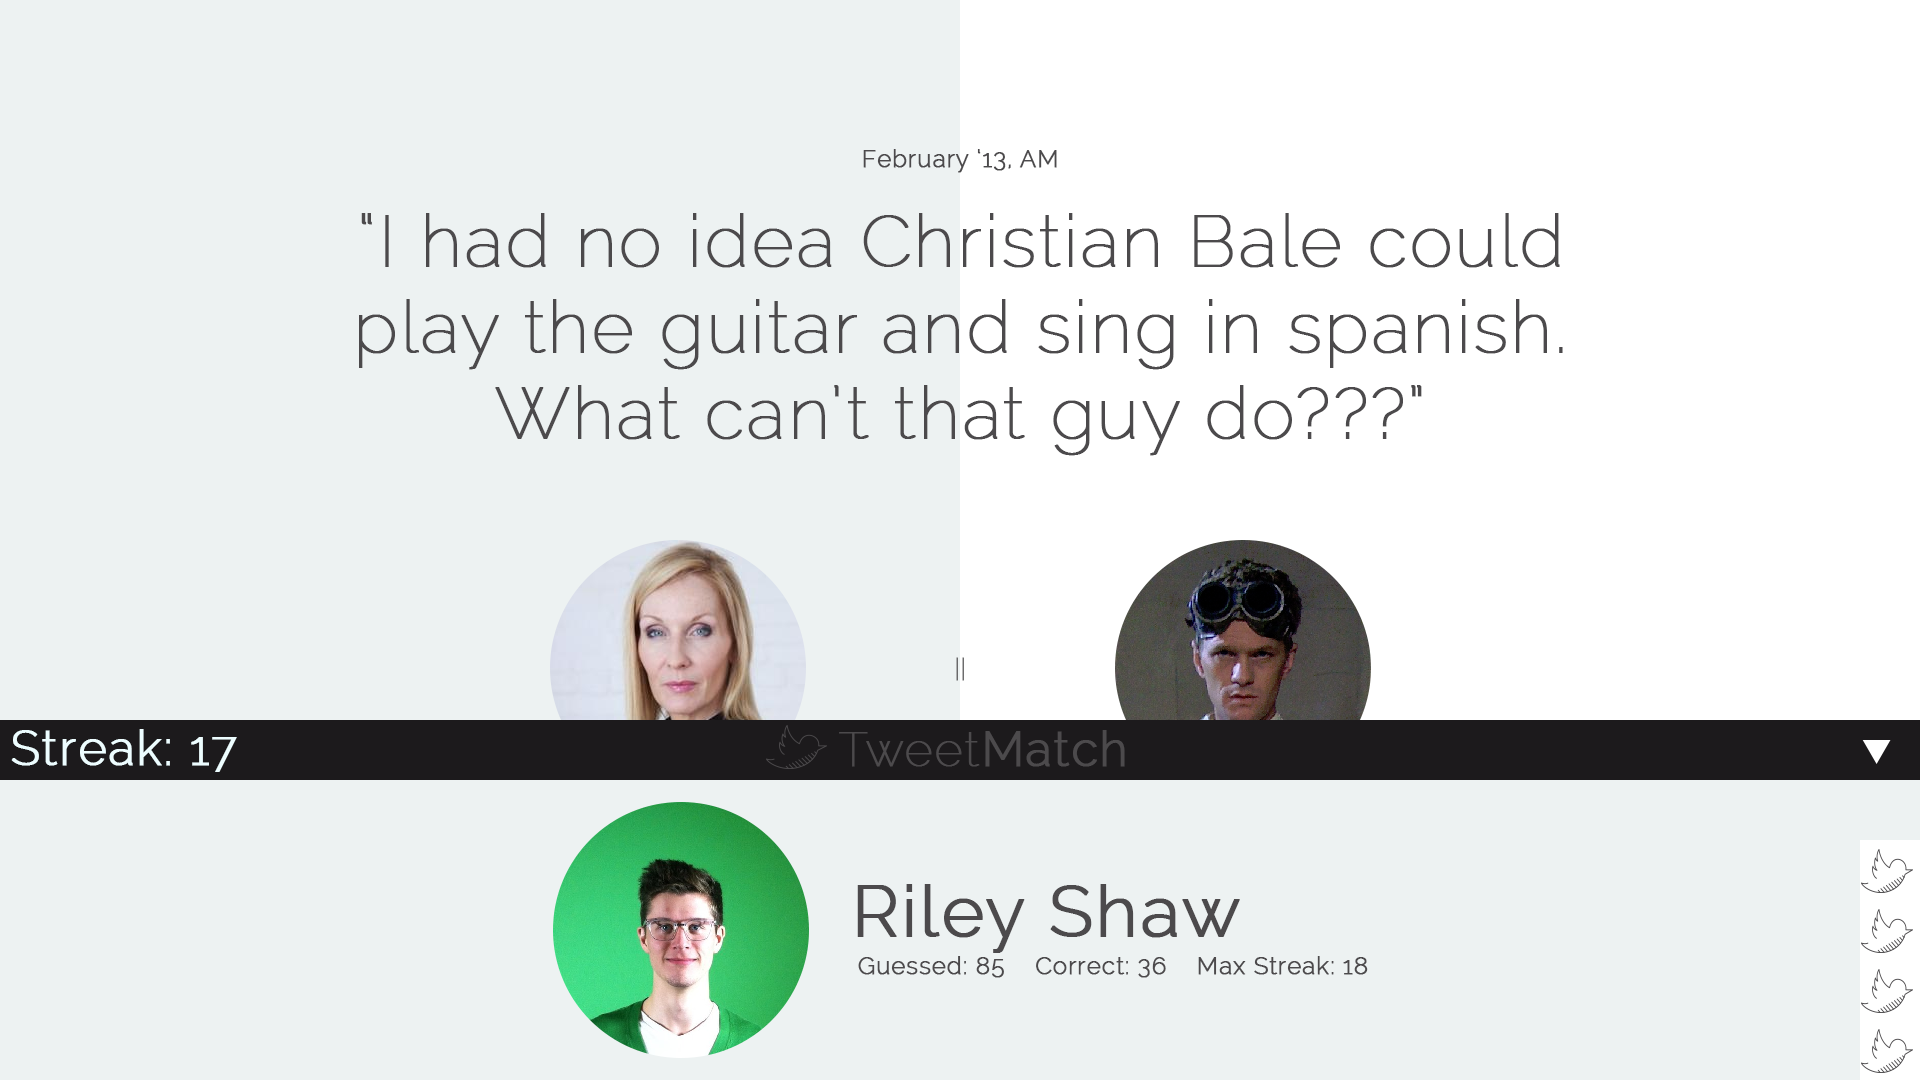 February '13, AM
“I had no idea Christian Bale could
play the guitar and sing in spanish.
What can't that guy do???”
||
Streak: 17
TweetMatch
Riley Shaw
Guessed: 85 Correct: 36 Max Streak: 18